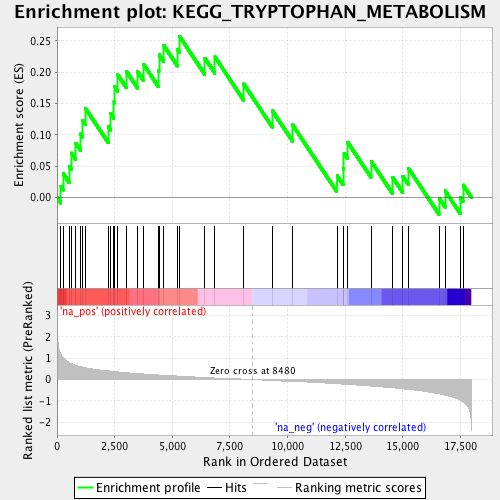 Enrichment plot: KEGG_TRYPTOPHAN_METABOLISM
Enrichment score (ES)
0.25
0.20
0.15
0.10
0.05
0.00
'na_pos' (positively correlated)
Ranked list metric (PreRanked)
3
2
1
0
-1
-2
Zero cross at 8480
'na_neg' (negatively correlated)
0 2,500 5,000 7,500 10,000 12,500 15,000 17,500
Rank in Ordered Dataset
Enrichment profile Hits Ranking metric scores